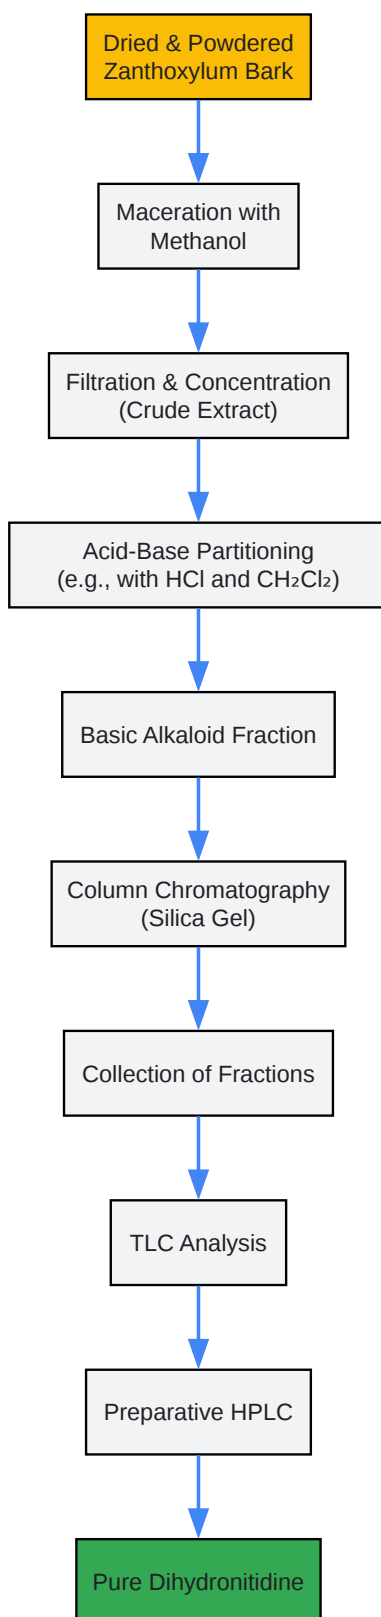 Dried & Powdered
Zanthoxylum Bark
Maceration with
Methanol
Filtration & Concentration
(Crude Extract)
Acid-Base Partitioning
(e.g., with HCl and CH₂Cl₂)
Basic Alkaloid Fraction
Column Chromatography
(Silica Gel)
Collection of Fractions
TLC Analysis
Preparative HPLC
Pure Dihydronitidine